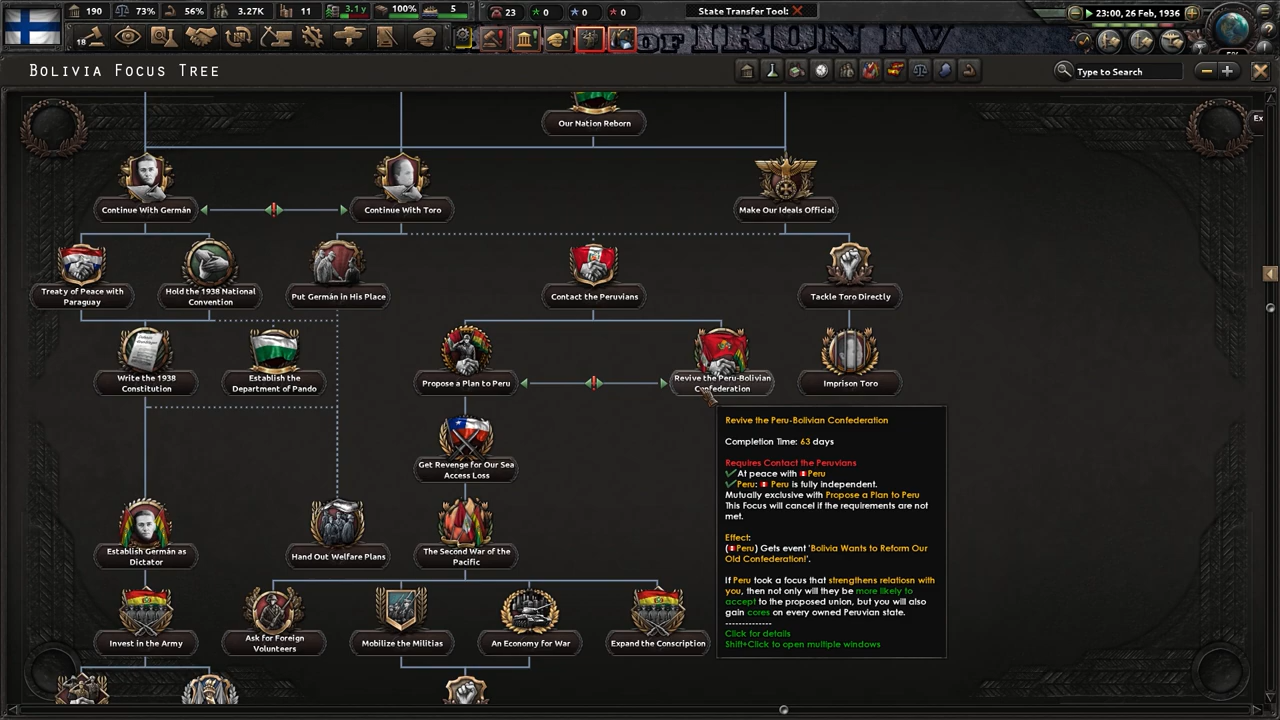 190
73%
56%
3.27K
11
3.1 y
100%
5
23
0
0
0
State Transfer Tool:
23:00, 26 Feb, 1936
18
OF IRON IV
BOLIVIA FOCUS TREE
Type to Search
Our Nation Reborn
Ex
Continue With Germán
Continue With Toro
Make Our Ideals Official
Treaty of Peace with
Paraguay
Hold the 1938 National
Convention
Put Germán in His Place
Contact the Peruvians
Tackle Toro Directly
Write the 1938
Constitution
Establish the
Department of Pando
Propose a Plan to Peru
Revive the Peru-Bolivian
Confederation
Imprison Toro
Revive the Peru-Bolivian Confederation
Completion Time: 63 days
Requires Contact the Peruvians
At peace with Peru
Peru: Peru is fully independent.
Mutually exclusive with Propose a Plan to Peru
This Focus will cancel if the requirements are not
met.
Effect:
(Peru) Gets event 'Bolivia Wants to Reform Our
Old Confederation!'.
If Peru took a focus that strengthens relatiosn with
you, then not only will they be more likely to
accept to the proposed union, but you will also
gain cores on every owned Peruvian state.
--------------
Click for details
Shift+Click to open multiple windows
Get Revenge for Our Sea
Access Loss
Establish Germán as
Dictator
Hand Out Welfare Plans
The Second War of the
Pacific
Invest in the Army
Ask for Foreign
Volunteers
Mobilize the Militias
An Economy for War
Expand the Conscription